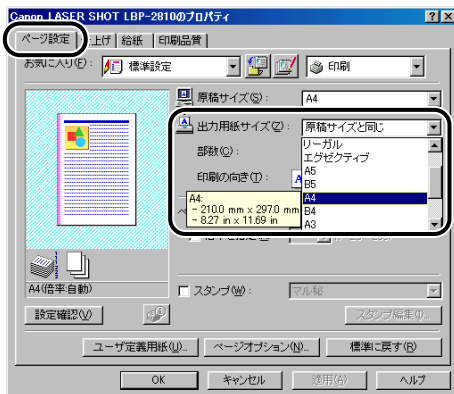 Canon LASER SHOT LBP-2810のプロパティ
ページ設定 上げ 給紙 印刷品質
お気に入り(F): 標準設定 印刷
原稿サイズ(S): A4
出力用紙サイズ(Z): 原稿サイズと同じ
リーガル
エグゼクティブ
部数(C):
A5
印刷の向き(T): A
B5
A4
A4:
- 210.0 mm x 297.0 mm
- 8.27 in x 11.69 in
B4
A3
A4(倍率:自動)
スタンプ(W): マル秘
設定確認(V) スタンプ編集(I)...
ユーザ定義用紙(U)... ページオプション(N)... 標準に戻す(R)
OK キャンセル 適用(A) ヘルプ